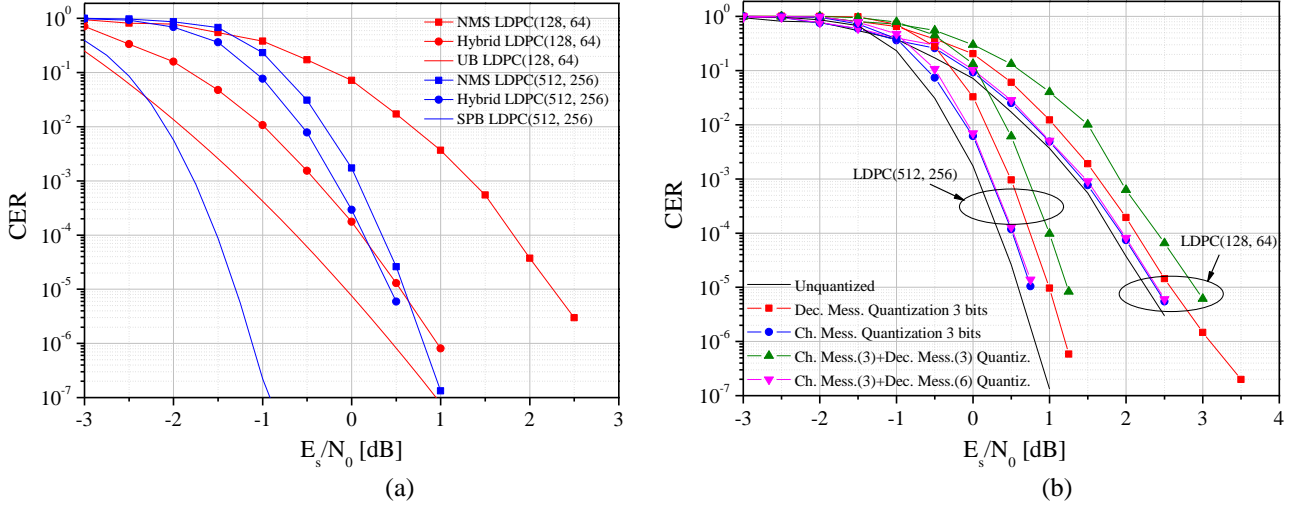 10^0
10^-1
10^-2
10^-3
10^-4
10^-5
10^-6
10^-7
CER
-3 -2 -1 0 1 2 3
E_s/N_0 [dB]
(a)
NMS LDPC(128, 64)
Hybrid LDPC(128, 64)
UB LDPC(128, 64)
NMS LDPC(512, 256)
Hybrid LDPC(512, 256)
SPB LDPC(512, 256)
10^0
10^-1
10^-2
10^-3
10^-4
10^-5
10^-6
10^-7
CER
-3 -2 -1 0 1 2 3 4
E_s/N_0 [dB]
(b)
LDPC(512, 256)
LDPC(128, 64)
Unquantized
Dec. Mess. Quantization 3 bits
Ch. Mess. Quantization 3 bits
Ch. Mess.(3)+Dec. Mess.(3) Quantiz.
Ch. Mess.(3)+Dec. Mess.(6) Quantiz.